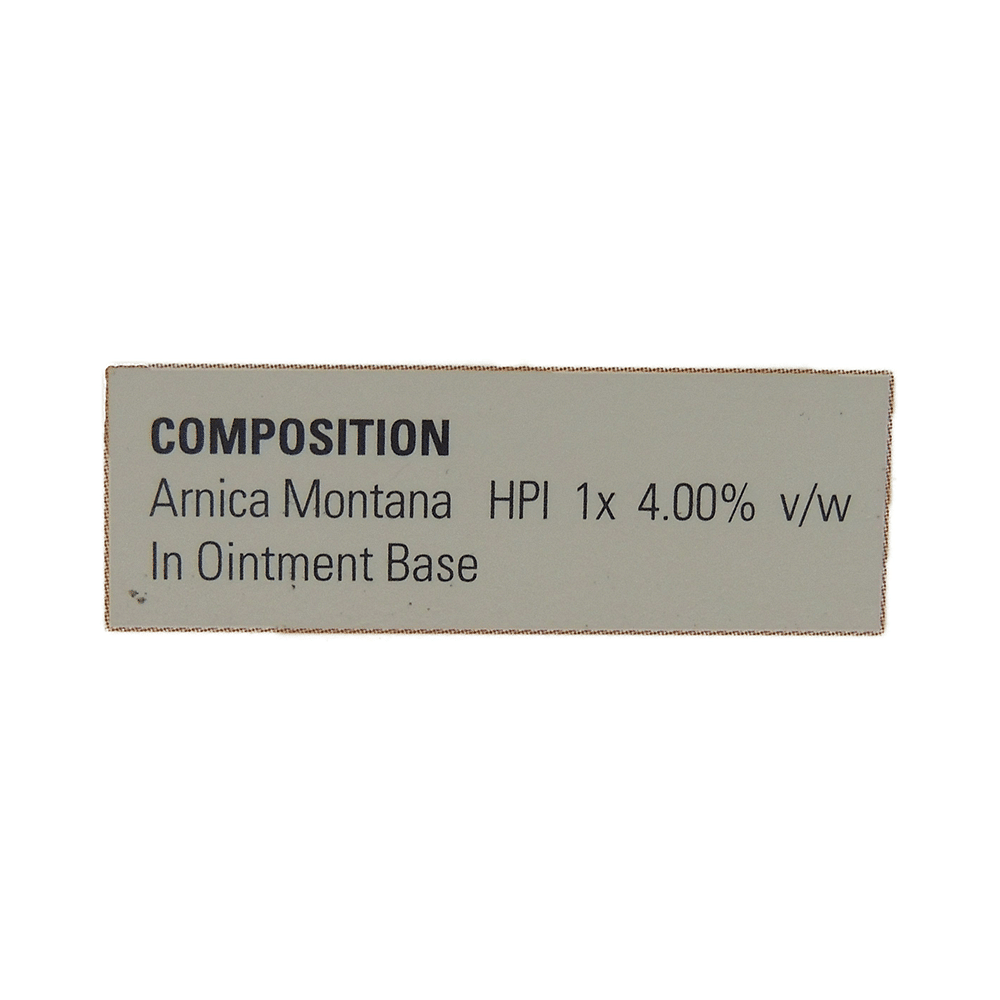 COMPOSITION
Arnica Montana HPI 1x 4.00% v/w
In Ointment Base